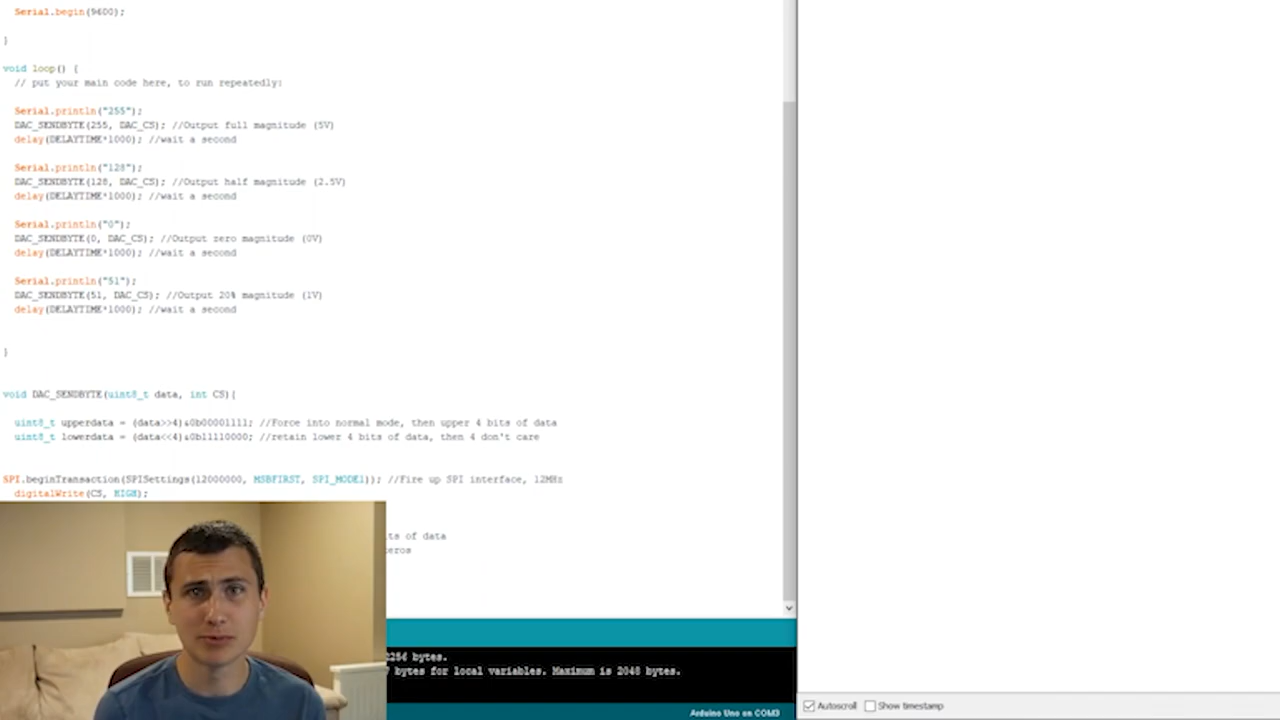 Serial.begin(9600);
}
void loop() {
// put your main code here, to run repeatedly:
Serial.println("255");
DAC_SENDBYTE(255, DAC_CS); //Output full magnitude (5V)
delay(DELAYTIME*1000); //wait a second
Serial.println("128");
DAC_SENDBYTE(128, DAC_CS); //Output half magnitude (2.5V)
delay(DELAYTIME*1000); //wait a second
Serial.println("0");
DAC_SENDBYTE(0, DAC_CS); //Output zero magnitude (0V)
delay(DELAYTIME*1000); //wait a second
Serial.println("51");
DAC_SENDBYTE(51, DAC_CS); //Output 20% magnitude (1V)
delay(DELAYTIME*1000); //wait a second
}
void DAC_SENDBYTE(uint8_t data, int CS){
uint8_t upperdata = (data>>4)&0b00001111; //Force into normal mode, then upper 4 bits of data
uint8_t lowerdata = (data<<4)&0b11110000; //retain lower 4 bits of data, then 4 don't care
SPI.beginTransaction(SPISettings(12000000, MSBFIRST, SPI_MODE1)); //Fire up SPI interface, 12MHz
digitalWrite(CS, HIGH);
its of data
zeros
2256 bytes.
7 bytes for local variables. Maximum is 2048 bytes.
Arduino Uno on COM3
Autoscroll Show timestamp